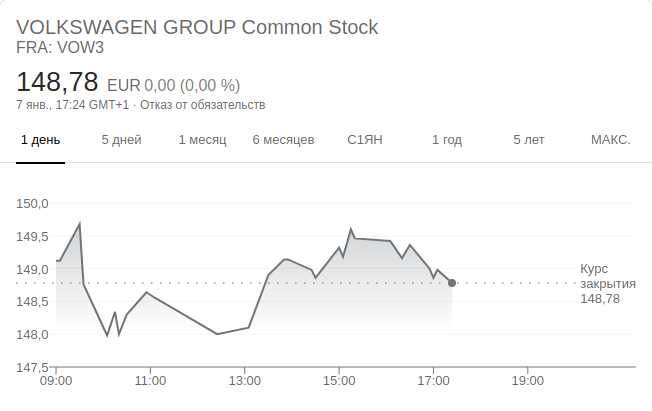 VOLKSWAGEN GROUP Common Stock
FRA: VOW3
148,78 EUR 0,00 (0,00 %)
7 янв., 17:24 GMT+1 · Отказ от обязательств
1 день 5 дней 1 месяц 6 месяцев С1ЯН 1 год 5 лет МАКС.
150,0
149,5
149,0
148,5
148,0
147,5
Курс
закрытия
148,78
09:00 11:00 13:00 15:00 17:00 19:00